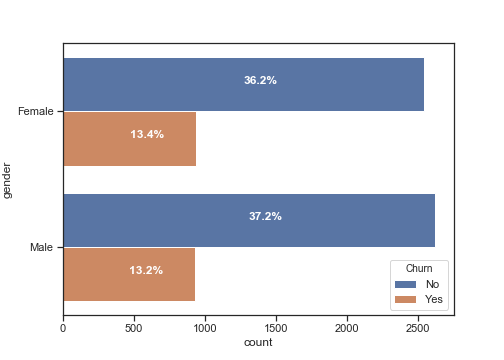 36.2%
Female
13.4%
gender
37.2%
Male
13.2%
Churn
No
Yes
0 500 1000 1500 2000 2500
count